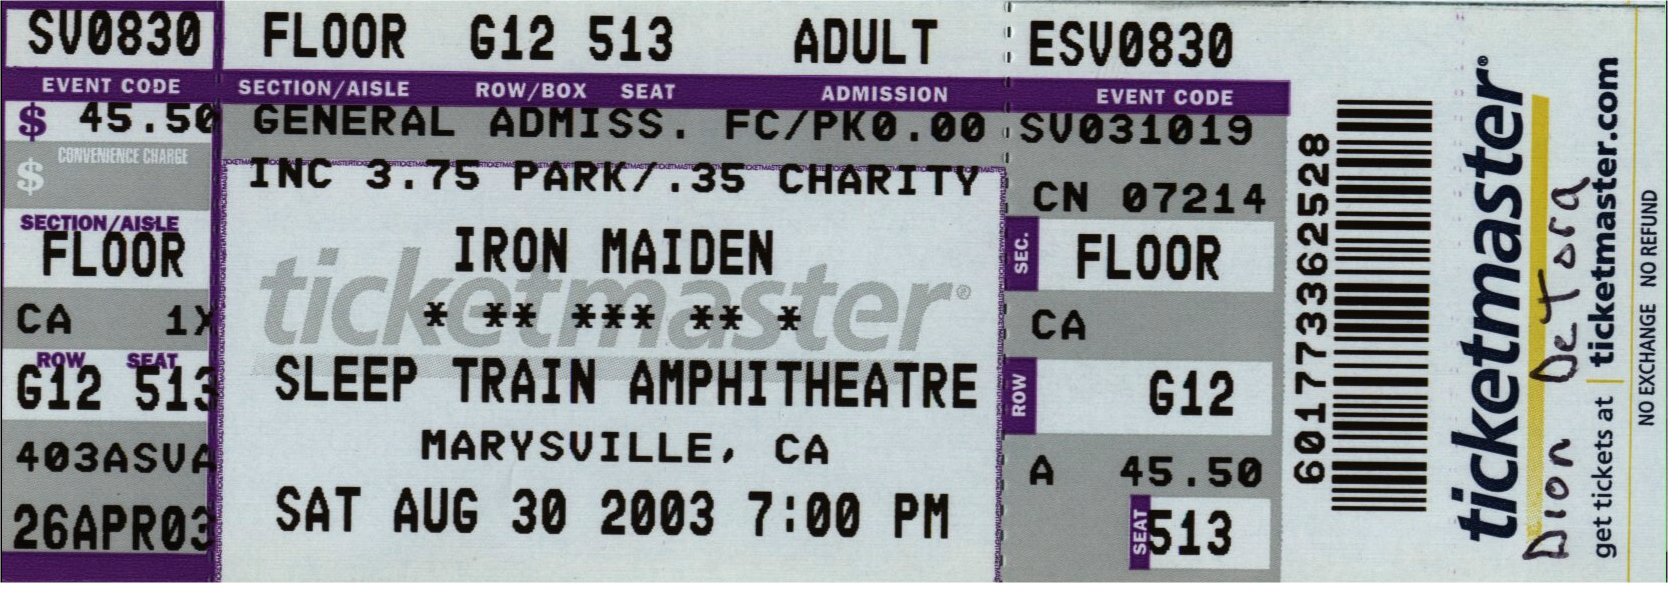 SV0830
EVENT CODE
$ 45.50
$ CONVENIENCE CHARGE
SECTION/AISLE
FLOOR
CA 1X
ROW SEAT
G12 513
403ASVA
26APR03
FLOOR G12 513 ADULT
SECTION/AISLE ROW/BOX SEAT ADMISSION
GENERAL ADMISS. FC/PK0.00
INC 3.75 PARK/.35 CHARITY
IRON MAIDEN
ticketmaster®
* ** *** ** *
SLEEP TRAIN AMPHITHEATRE
MARYSVILLE, CA
SAT AUG 30 2003 7:00 PM
ESV0830
EVENT CODE
SV031019
CN 07214
SEC. FLOOR
CA
ROW G12
A 45.50
SEAT 513
601773362528
ticketmaster®
Dion Detora
get tickets at ticketmaster.com
NO EXCHANGE NO REFUND